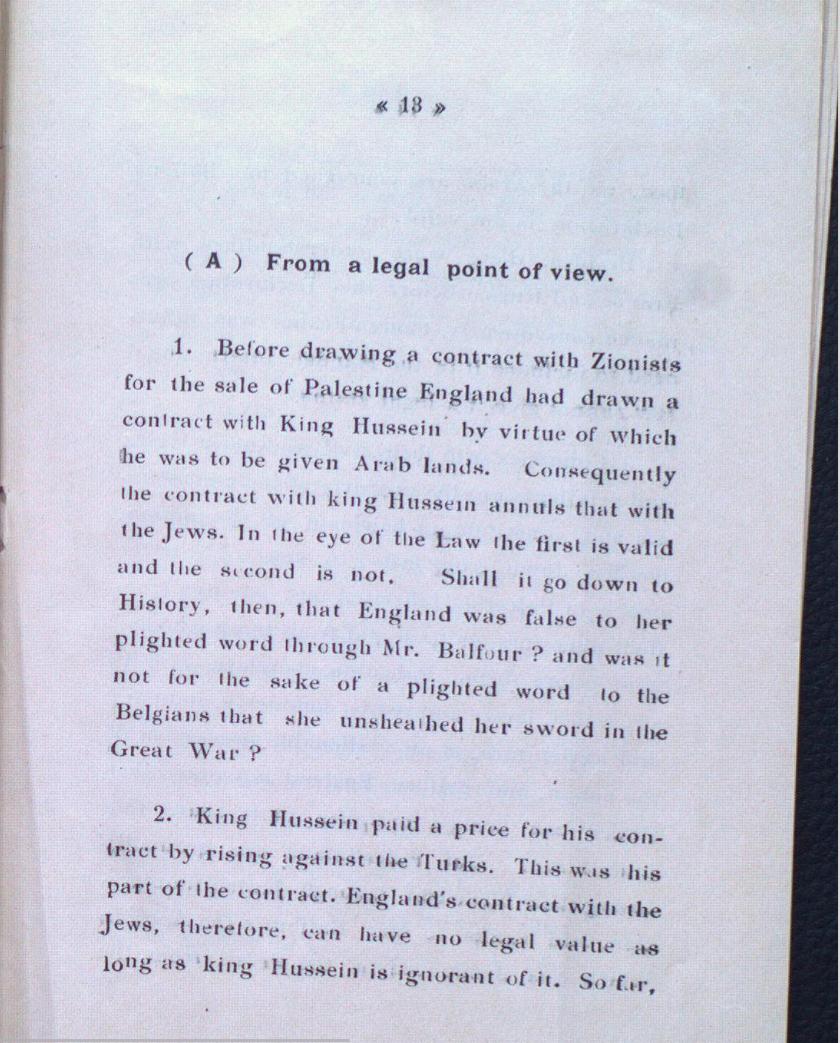 « 13 »
( A ) From a legal point of view.
1. Before drawing a contract with Zionists
for the sale of Palestine England had drawn a
contract with King Hussein by virtue of which
he was to be given Arab lands. Consequently
the contract with king Hussein annuls that with
the Jews. In the eye of the Law the first is valid
and the second is not. Shall it go down to
History, then, that England was false to her
plighted word through Mr. Balfour ? and was it
not for the sake of a plighted word to the
Belgians that she unsheathed her sword in the
Great War ?
2. King Hussein paid a price for his con-
tract by rising against the Turks. This was his
part of the contract. England's contract with the
Jews, therefore, can have no legal value as
long as king Hussein is ignorant of it. So far,